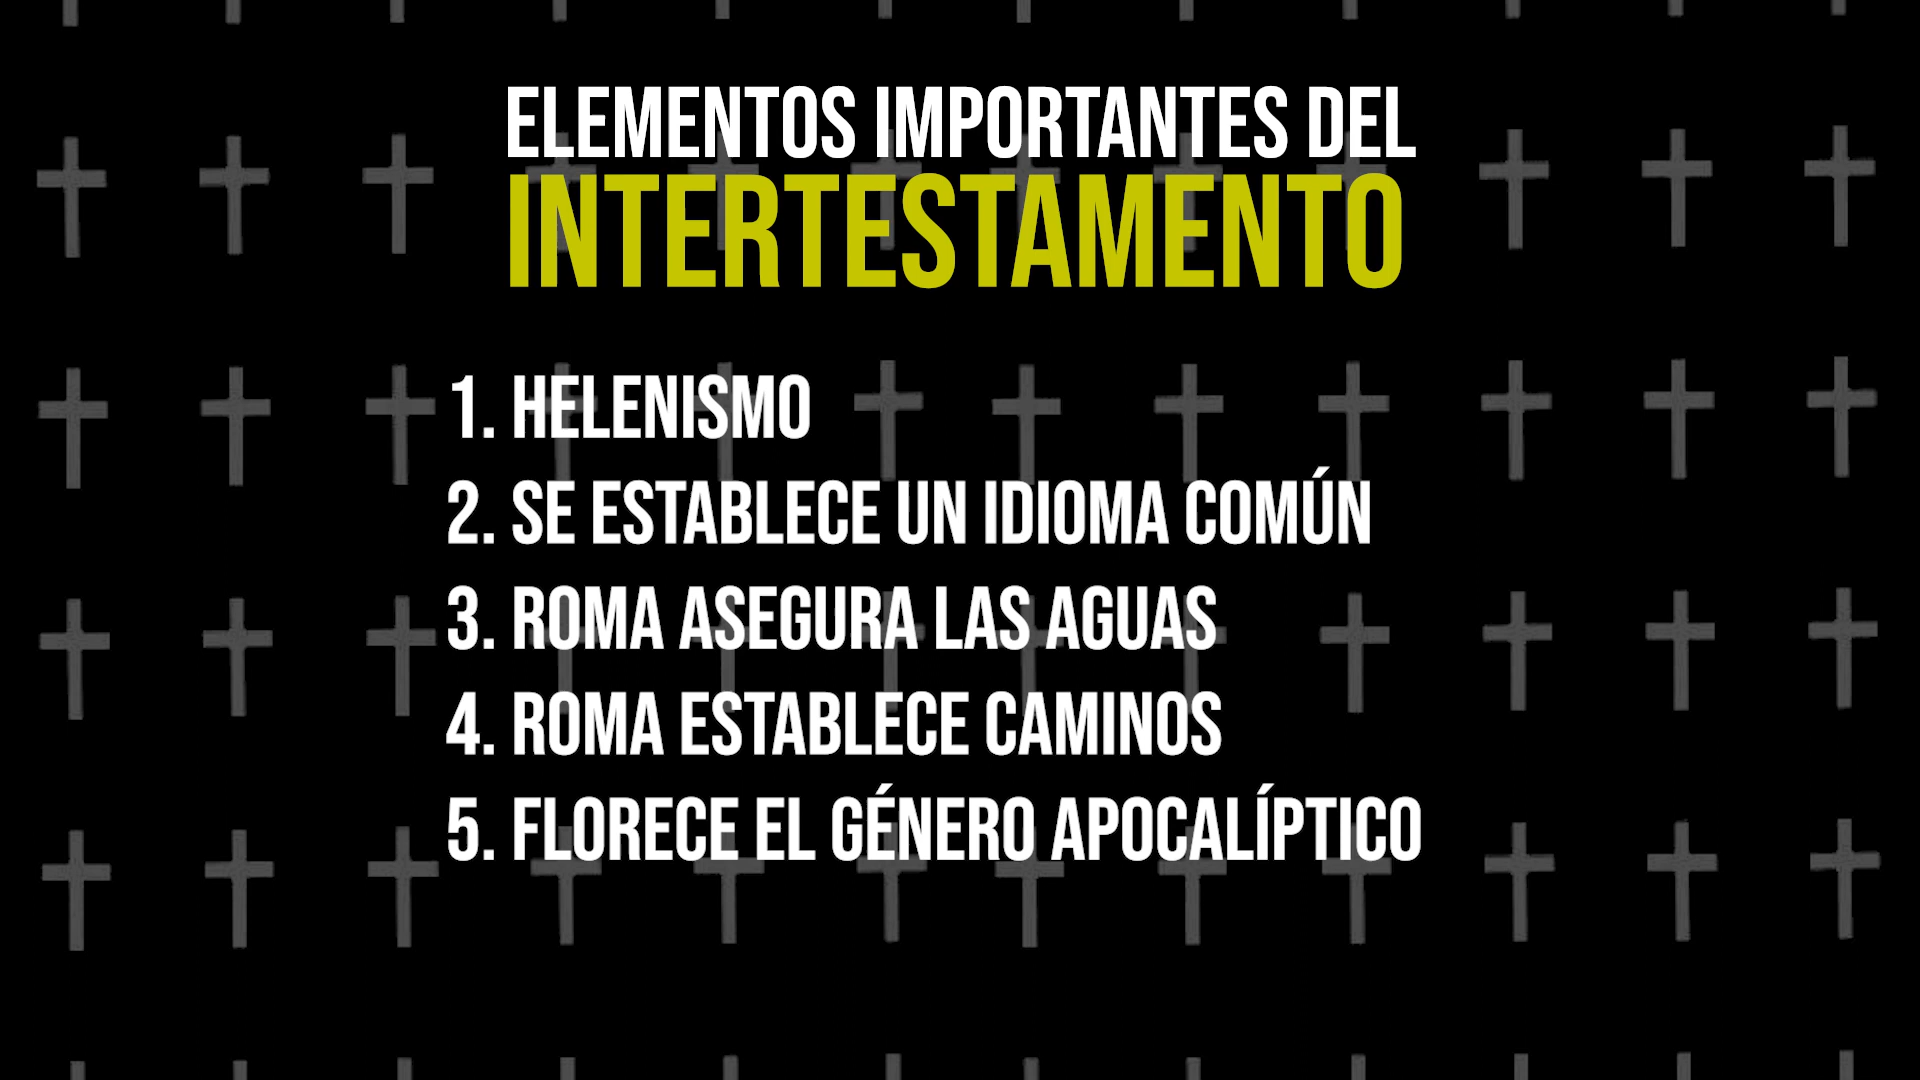 ELEMENTOS IMPORTANTES DEL
INTERTESTAMENTO
1. HELENISMO
2. SE ESTABLECE UN IDIOMA COMÚN
3. ROMA ASEGURA LAS AGUAS
4. ROMA ESTABLECE CAMINOS
5. FLORECE EL GÉNERO APOCALÍPTICO